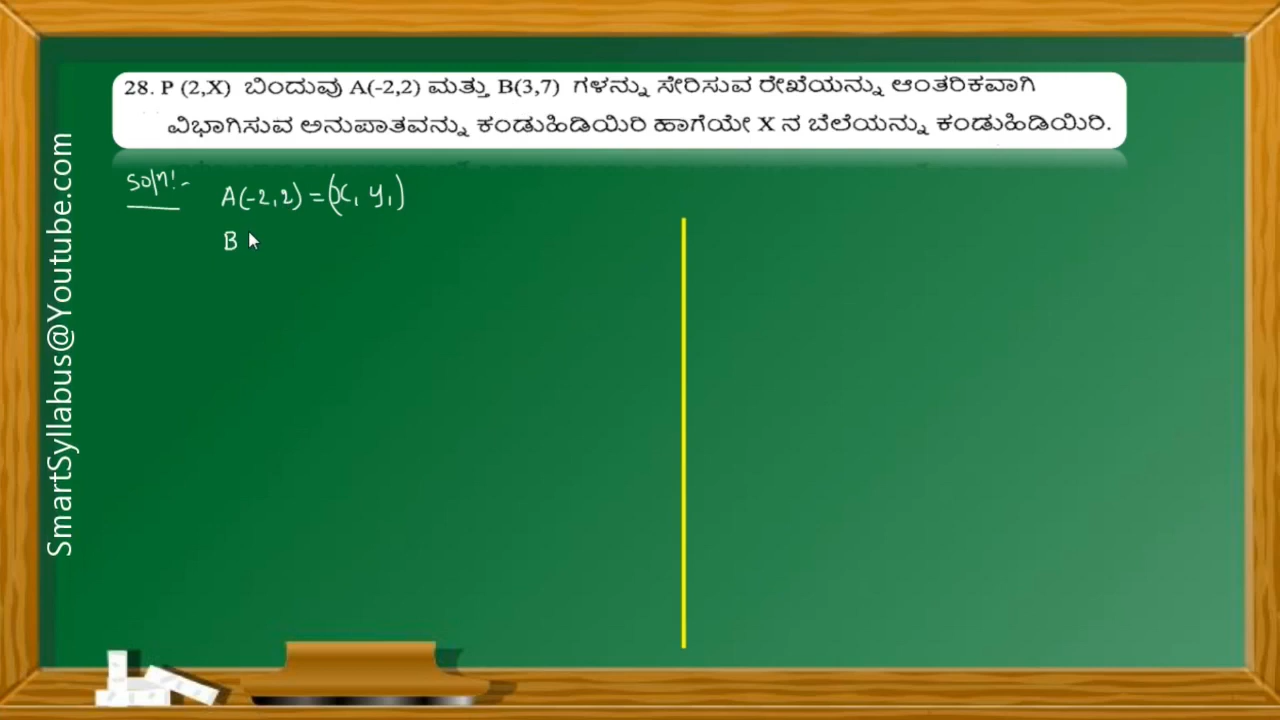 28. P (2,X) ಬಿಂದುವು A(-2,2) ಮತ್ತು B(3,7) ಗಳನ್ನು ಸೇರಿಸುವ ರೇಖೆಯನ್ನು ಆಂತರಿಕವಾಗಿ
ವಿಭಾಗಿಸುವ ಅನುಪಾತವನ್ನು ಕಂಡುಹಿಡಿಯಿರಿ ಹಾಗೆಯೇ X ನ ಬೆಲೆಯನ್ನು ಕಂಡುಹಿಡಿಯಿರಿ.
Soln:-
A(-2,2) = (x₁ y₁)
B
SmartSyllabus@Youtube.com